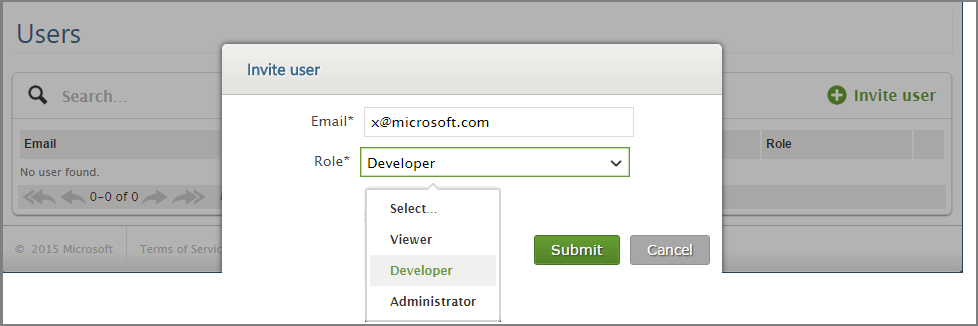 Users
Invite user
Search...
Invite user
Email* x@microsoft.com
Email Role
Role* Developer
No user found.
0-0 of 0
Select...
Viewer
Developer
Administrator
Submit Cancel
© 2015 Microsoft Terms of Servic